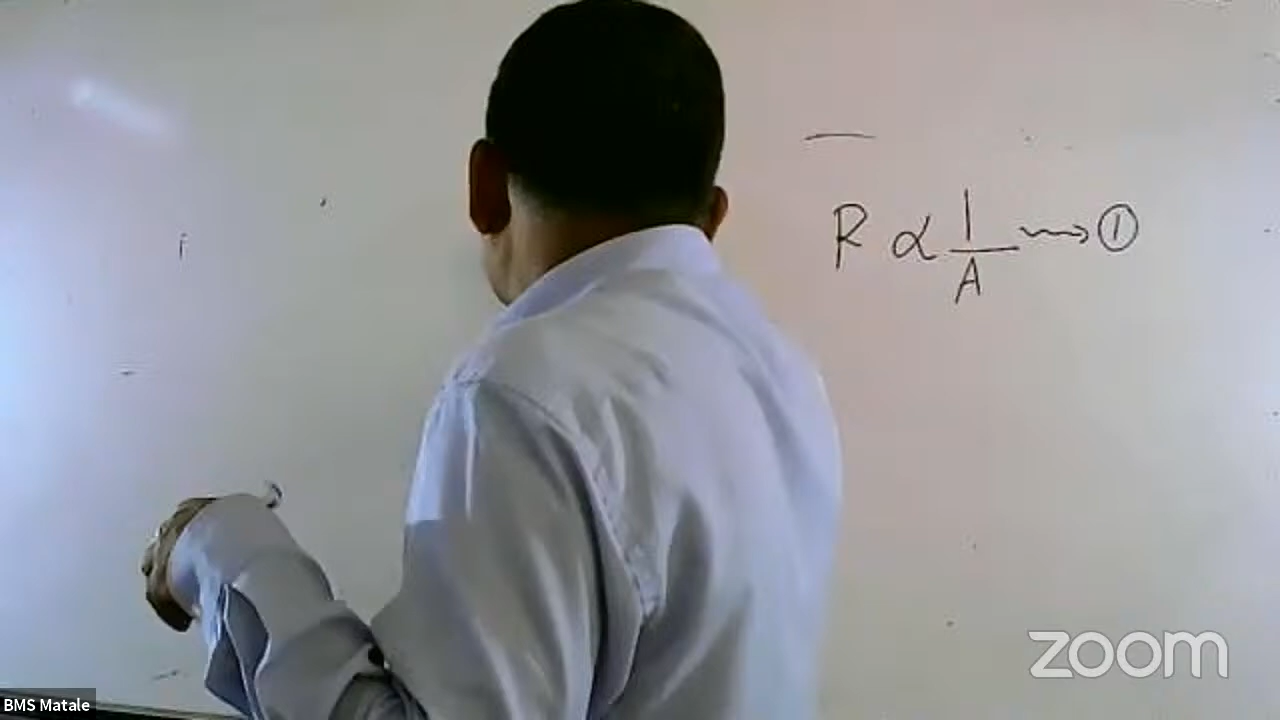 R ∝ 1/A → ①
zoom
BMS Matale